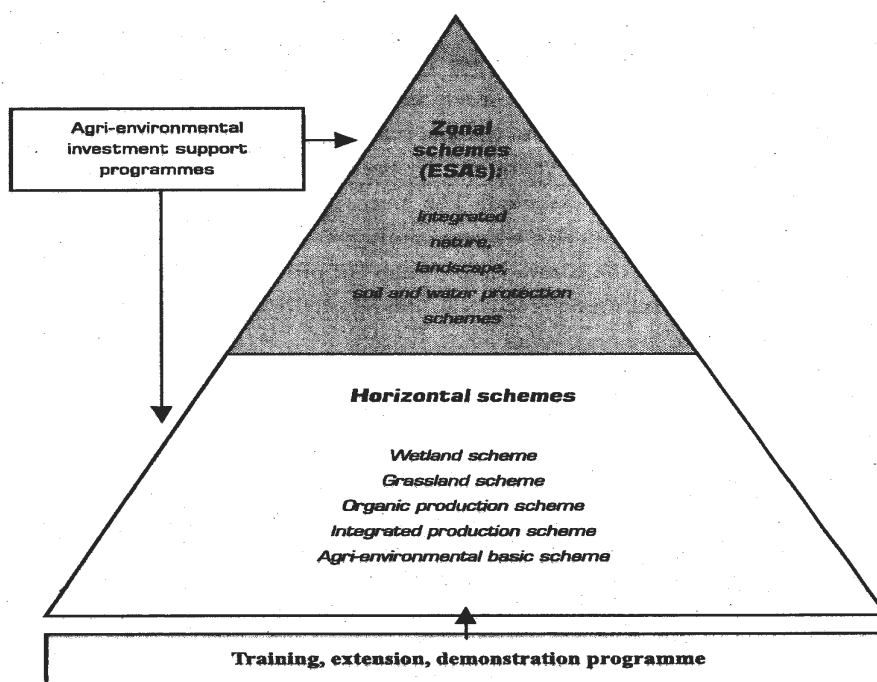 Agri-environmental
investment support
programmes
Zonal
schemes
(ESAs):
Integrated
nature,
landscape,
soil and water protection
schemes
Horizontal schemes
Wetland scheme
Grassland scheme
Organic production scheme
Integrated production scheme
Agri-environmental basic scheme
Training, extension, demonstration programme